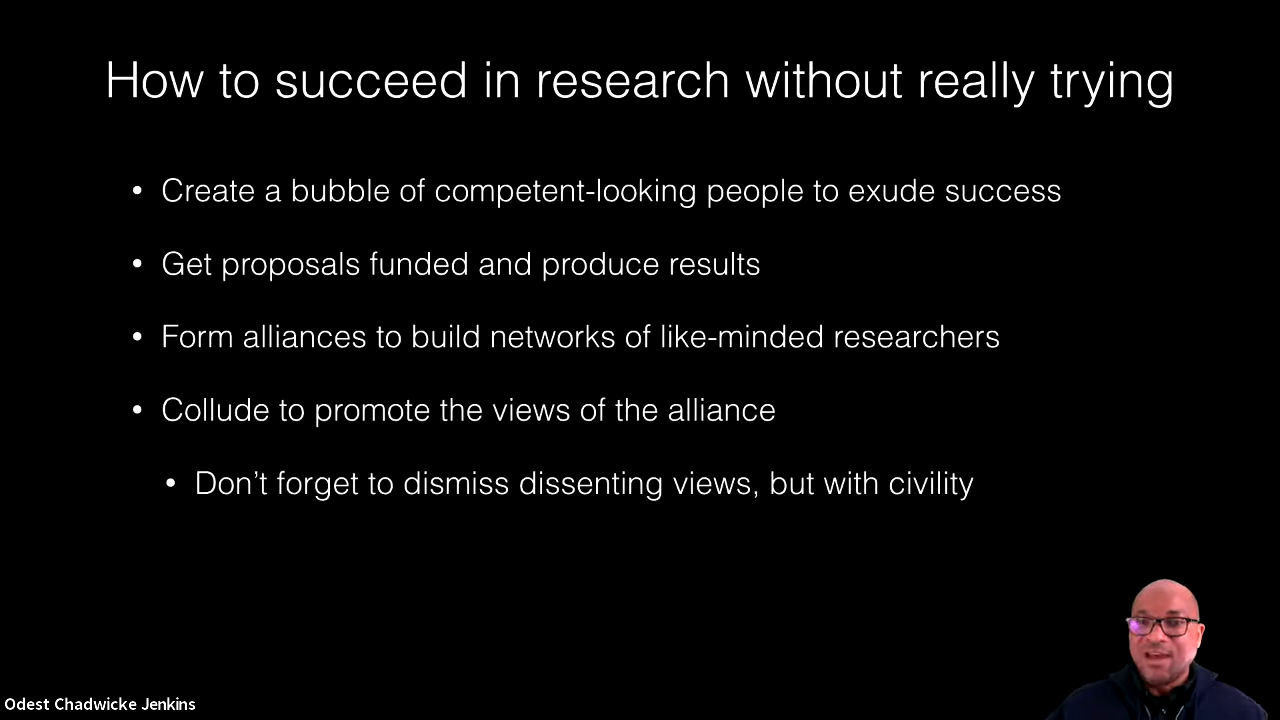 How to succeed in research without really trying
• Create a bubble of competent-looking people to exude success
• Get proposals funded and produce results
• Form alliances to build networks of like-minded researchers
• Collude to promote the views of the alliance
• Don’t forget to dismiss dissenting views, but with civility
Odest Chadwicke Jenkins